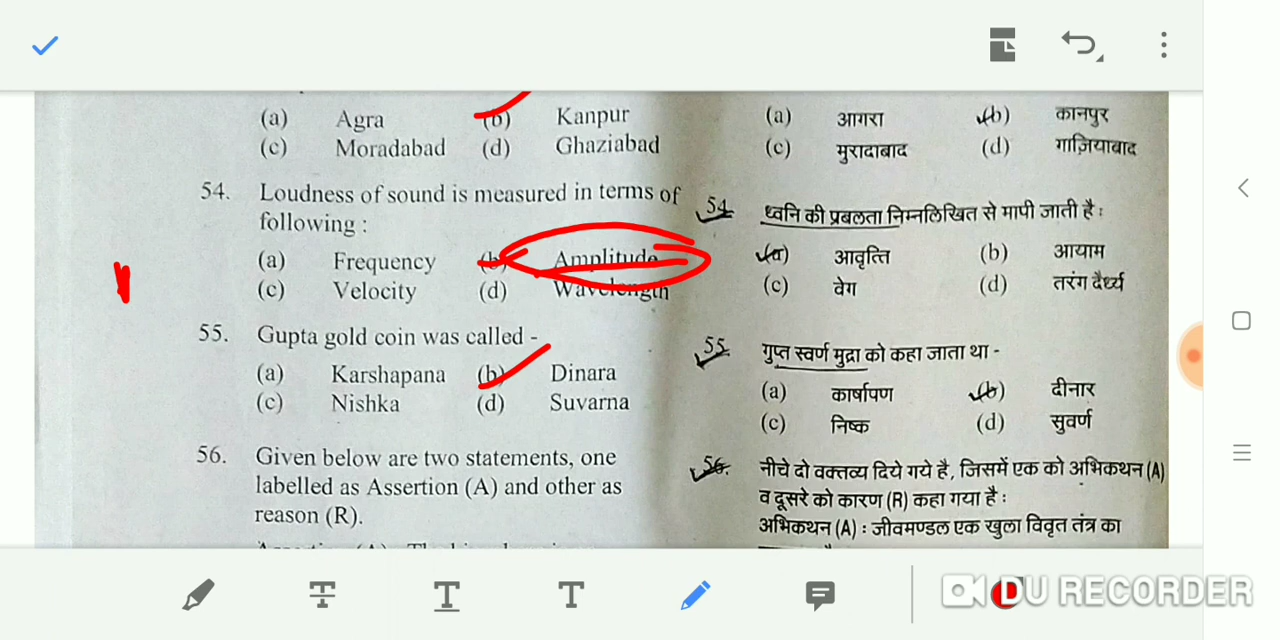 (a) Agra (b) Kanpur
(c) Moradabad (d) Ghaziabad
54. Loudness of sound is measured in terms of
following :
(a) Frequency (b) Amplitude
(c) Velocity (d) Wavelength
55. Gupta gold coin was called -
(a) Karshapana (b) Dinara
(c) Nishka (d) Suvarna
56. Given below are two statements, one
labelled as Assertion (A) and other as
reason (R).
(a) आगरा (b) कानपुर
(c) मुरादाबाद (d) गाज़ियाबाद
54 ध्वनि की प्रबलता निम्नलिखित से मापी जाती है :
(a) आवृत्ति (b) आयाम
(c) वेग (d) तरंग दैर्ध्य
55 गुप्त स्वर्ण मुद्रा को कहा जाता था -
(a) कार्षापण (b) दीनार
(c) निष्क (d) सुवर्ण
56. नीचे दो वक्तव्य दिये गये है, जिसमें एक को अभिकथन (A)
व दूसरे को कारण (R) कहा गया है :
अभिकथन (A) : जीवमण्डल एक खुला विवृत तंत्र का
T T T
DU RECORDER